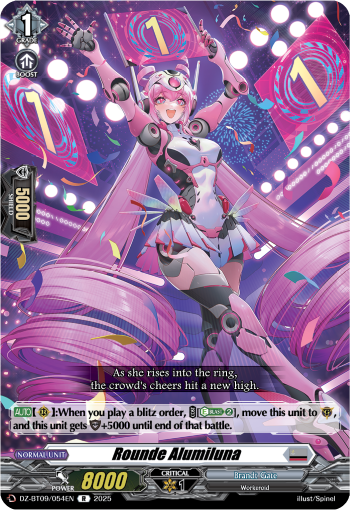 1
GRADE
BOOST
1
1
1
5000
SHIELD
As she rises into the ring,
the crowd's cheers hit a new high.
AUTO【 】:When you play a blitz order, 2, move this unit to ,
and this unit gets +5000 until end of that battle.
NORMAL UNIT
Rounde Alumiluna
POWER 8000
CRITICAL
1
Brandt Gate
Workeroid
DZ-BT09/054EN R 2025
illust/Spinel